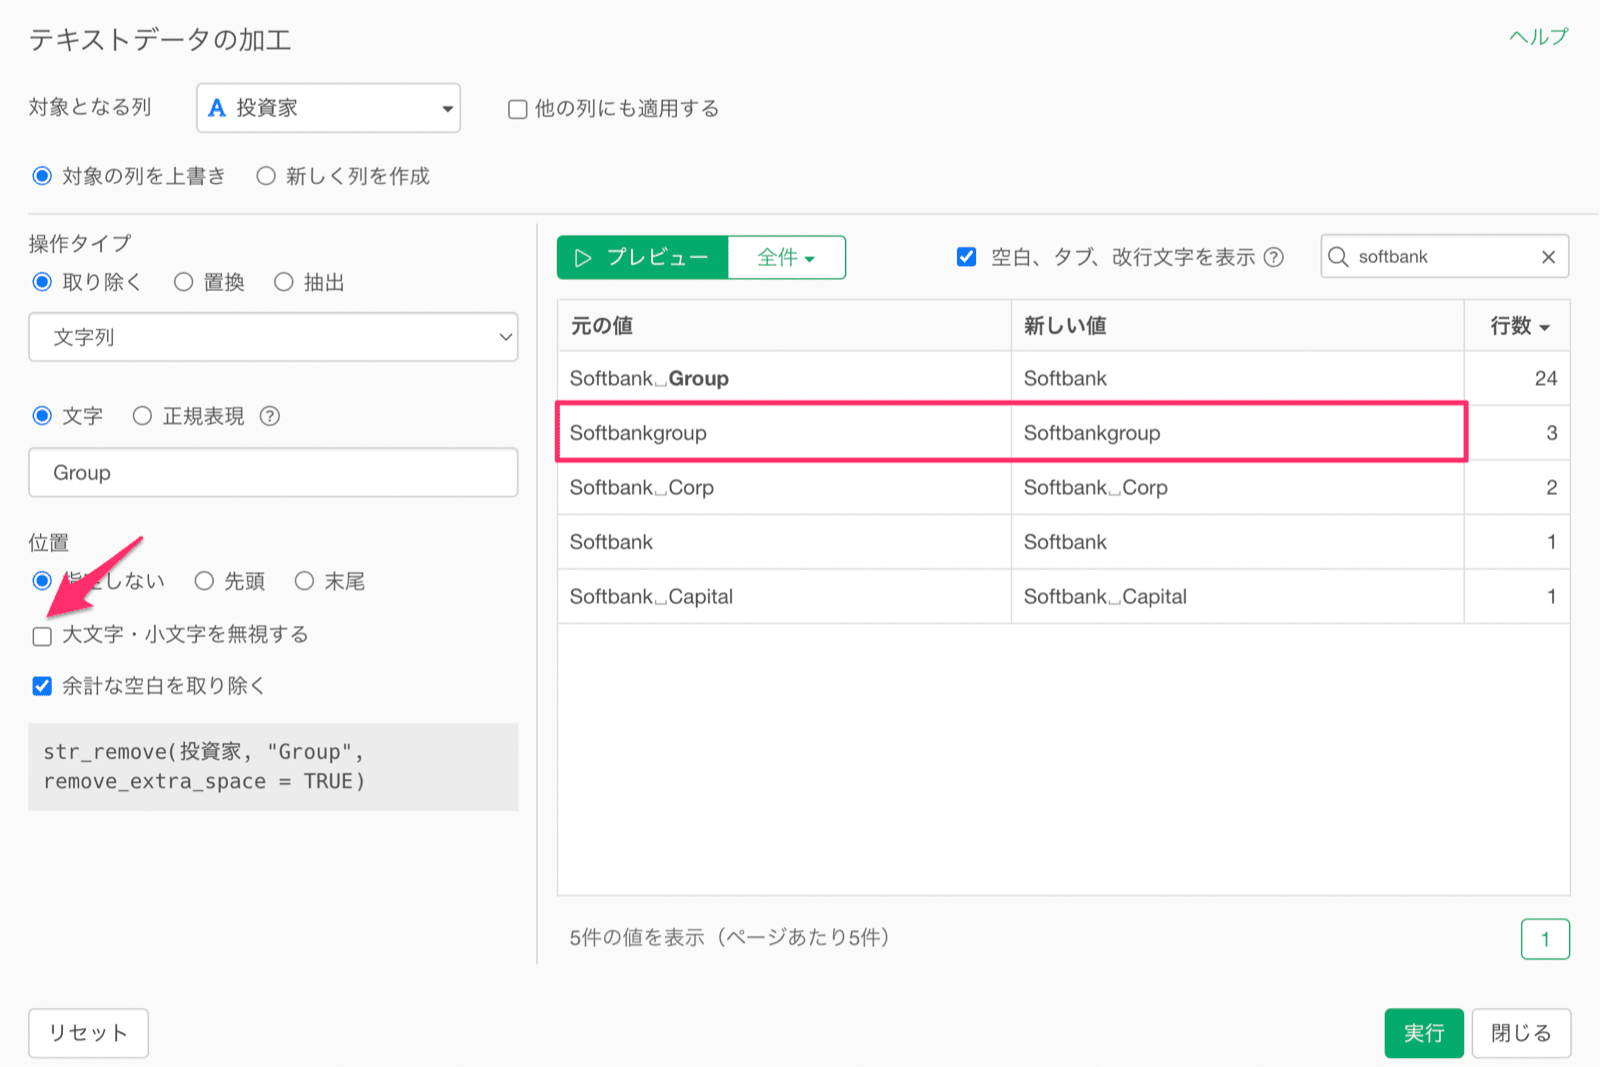 テキストデータの加工
ヘルプ
対象となる列 A 投資家 他の列にも適用する
対象の列を上書き 新しく列を作成
操作タイプ
取り除く 置換 抽出
文字列
文字 正規表現 ?
Group
位置
しない 先頭 末尾
大文字・小文字を無視する
余計な空白を取り除く
str_remove(投資家, "Group",
remove_extra_space = TRUE)
プレビュー 全件 空白、タブ、改行文字を表示 ? softbank
元の値 新しい値 行数
Softbank⎵Group Softbank 24
Softbankgroup Softbankgroup 3
Softbank⎵Corp Softbank⎵Corp 2
Softbank Softbank 1
Softbank⎵Capital Softbank⎵Capital 1
5件の値を表示（ページあたり5件）
1
リセット
実行 閉じる